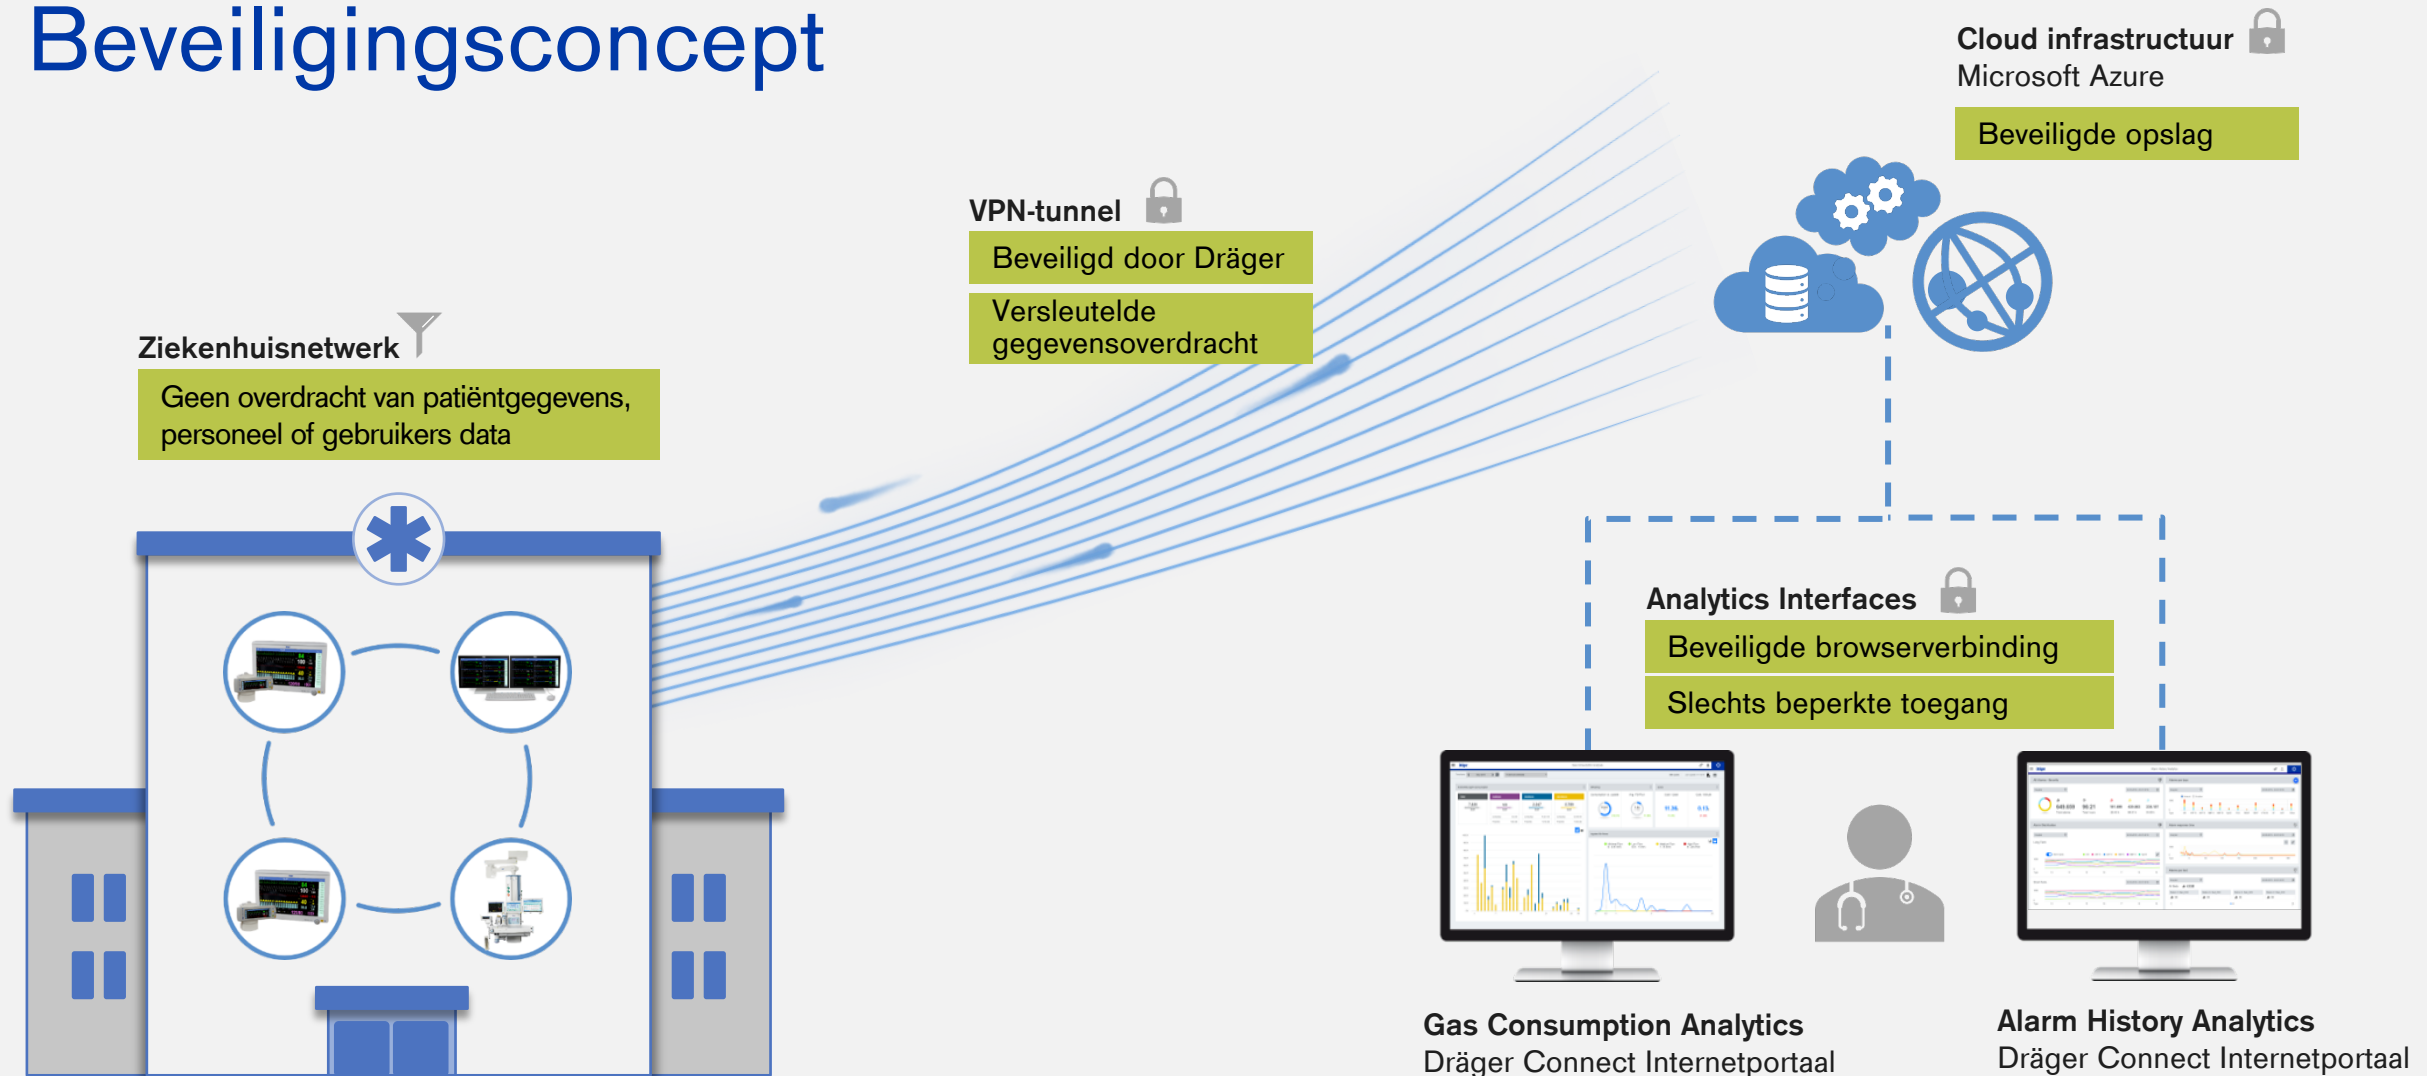 Beveiligingsconcept
Cloud infrastructuur
Microsoft Azure
Beveiligde opslag
VPN-tunnel
Beveiligd door Dräger
Versleutelde
gegevensoverdracht
Ziekenhuisnetwerk
Geen overdracht van patiëntgegevens,
personeel of gebruikers data
Analytics Interfaces
Beveiligde browserverbinding
Slechts beperkte toegang
Gas Consumption Analytics
Dräger Connect Internetportaal
Alarm History Analytics
Dräger Connect Internetportaal